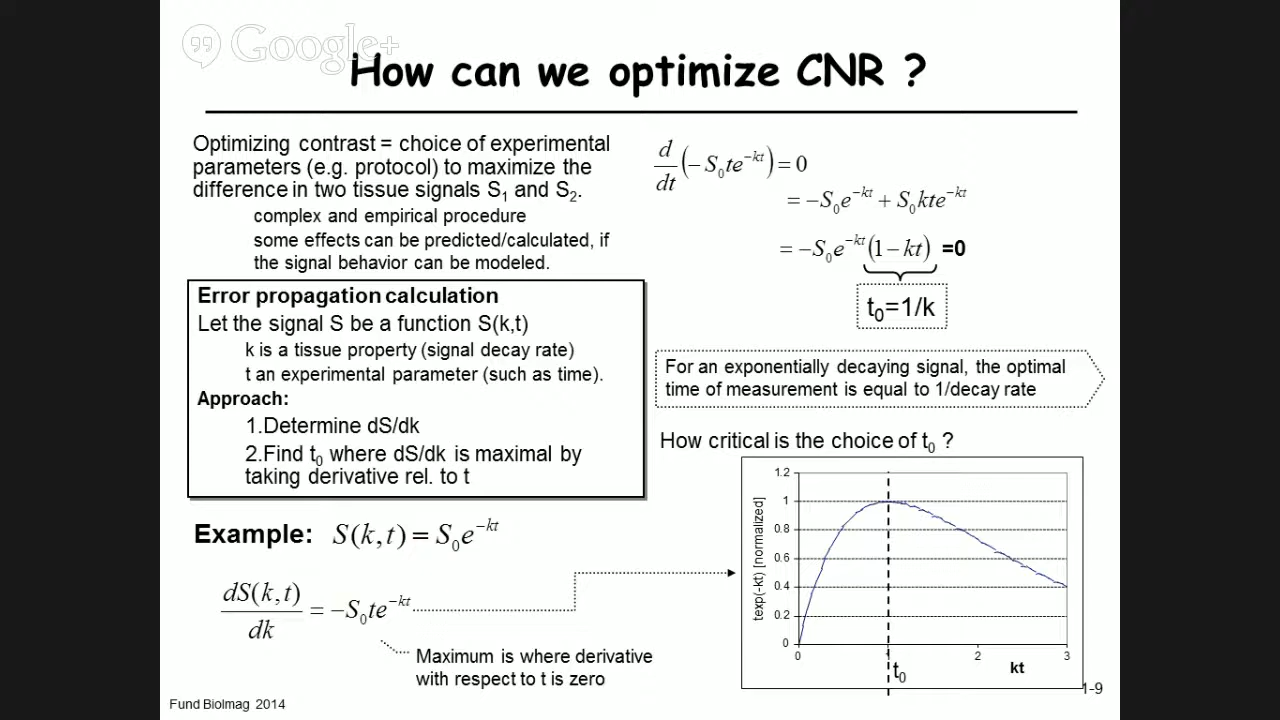 Google+
How can we optimize CNR ?
Optimizing contrast = choice of experimental
parameters (e.g. protocol) to maximize the
difference in two tissue signals S₁ and S₂.
complex and empirical procedure
some effects can be predicted/calculated, if
the signal behavior can be modeled.
Error propagation calculation
Let the signal S be a function S(k,t)
k is a tissue property (signal decay rate)
t an experimental parameter (such as time).
Approach:
1.Determine dS/dk
2.Find t₀ where dS/dk is maximal by
taking derivative rel. to t
Example: S(k,t) = S₀e^{-kt}
dS(k,t)/dk = -S₀te^{-kt}
Maximum is where derivative
with respect to t is zero
d/dt (-S₀te^{-kt}) = 0
= -S₀e^{-kt} + S₀kte^{-kt}
= -S₀e^{-kt}(1-kt) =0
t₀=1/k
For an exponentially decaying signal, the optimal
time of measurement is equal to 1/decay rate
How critical is the choice of t₀ ?
texp(-kt) [normalized]
1.2
1
0.8
0.6
0.4
0.2
0
0
2
3
t₀
kt
1-9
Fund BioImag 2014